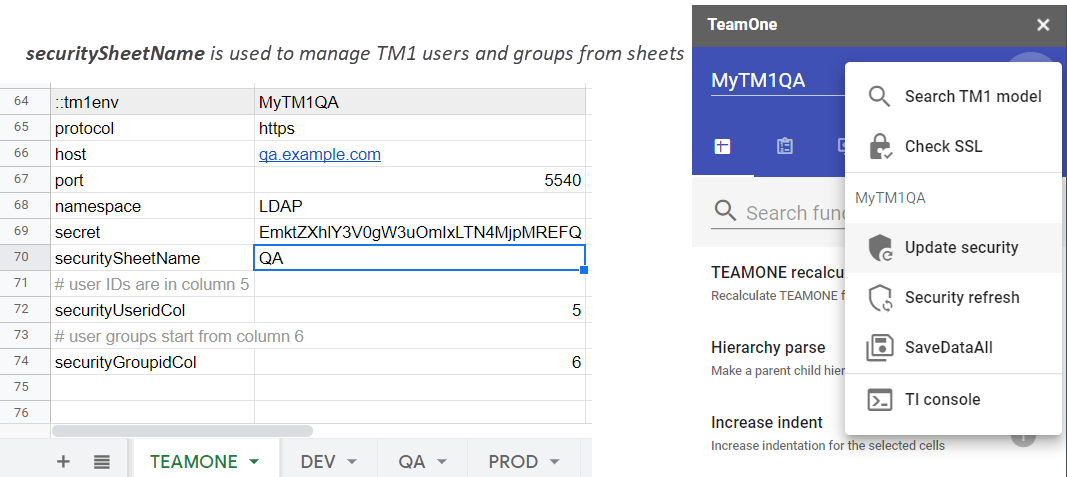 securitySheetName is used to manage TM1 users and groups from sheets
64 ::tm1env MyTM1QA
65 protocol https
66 host qa.example.com
67 port 5540
68 namespace LDAP
69 secret EmktZXhlY3V0gW3uOmIxLTN4MjpMREFQ
70 securitySheetName QA
71 # user IDs are in column 5
72 securityUseridCol 5
73 # user groups start from column 6
74 securityGroupidCol 6
75
76
+ TEAMONE DEV QA PROD
TeamOne ×
MyTM1QA
Search func
TEAMONE recalcu
Recalculate TEAMONE f
Hierarchy parse
Make a parent child hier
Increase indent
Increase indentation for the selected cells
Search TM1 model
Check SSL
MyTM1QA
Update security
Security refresh
SaveDataAll
TI console